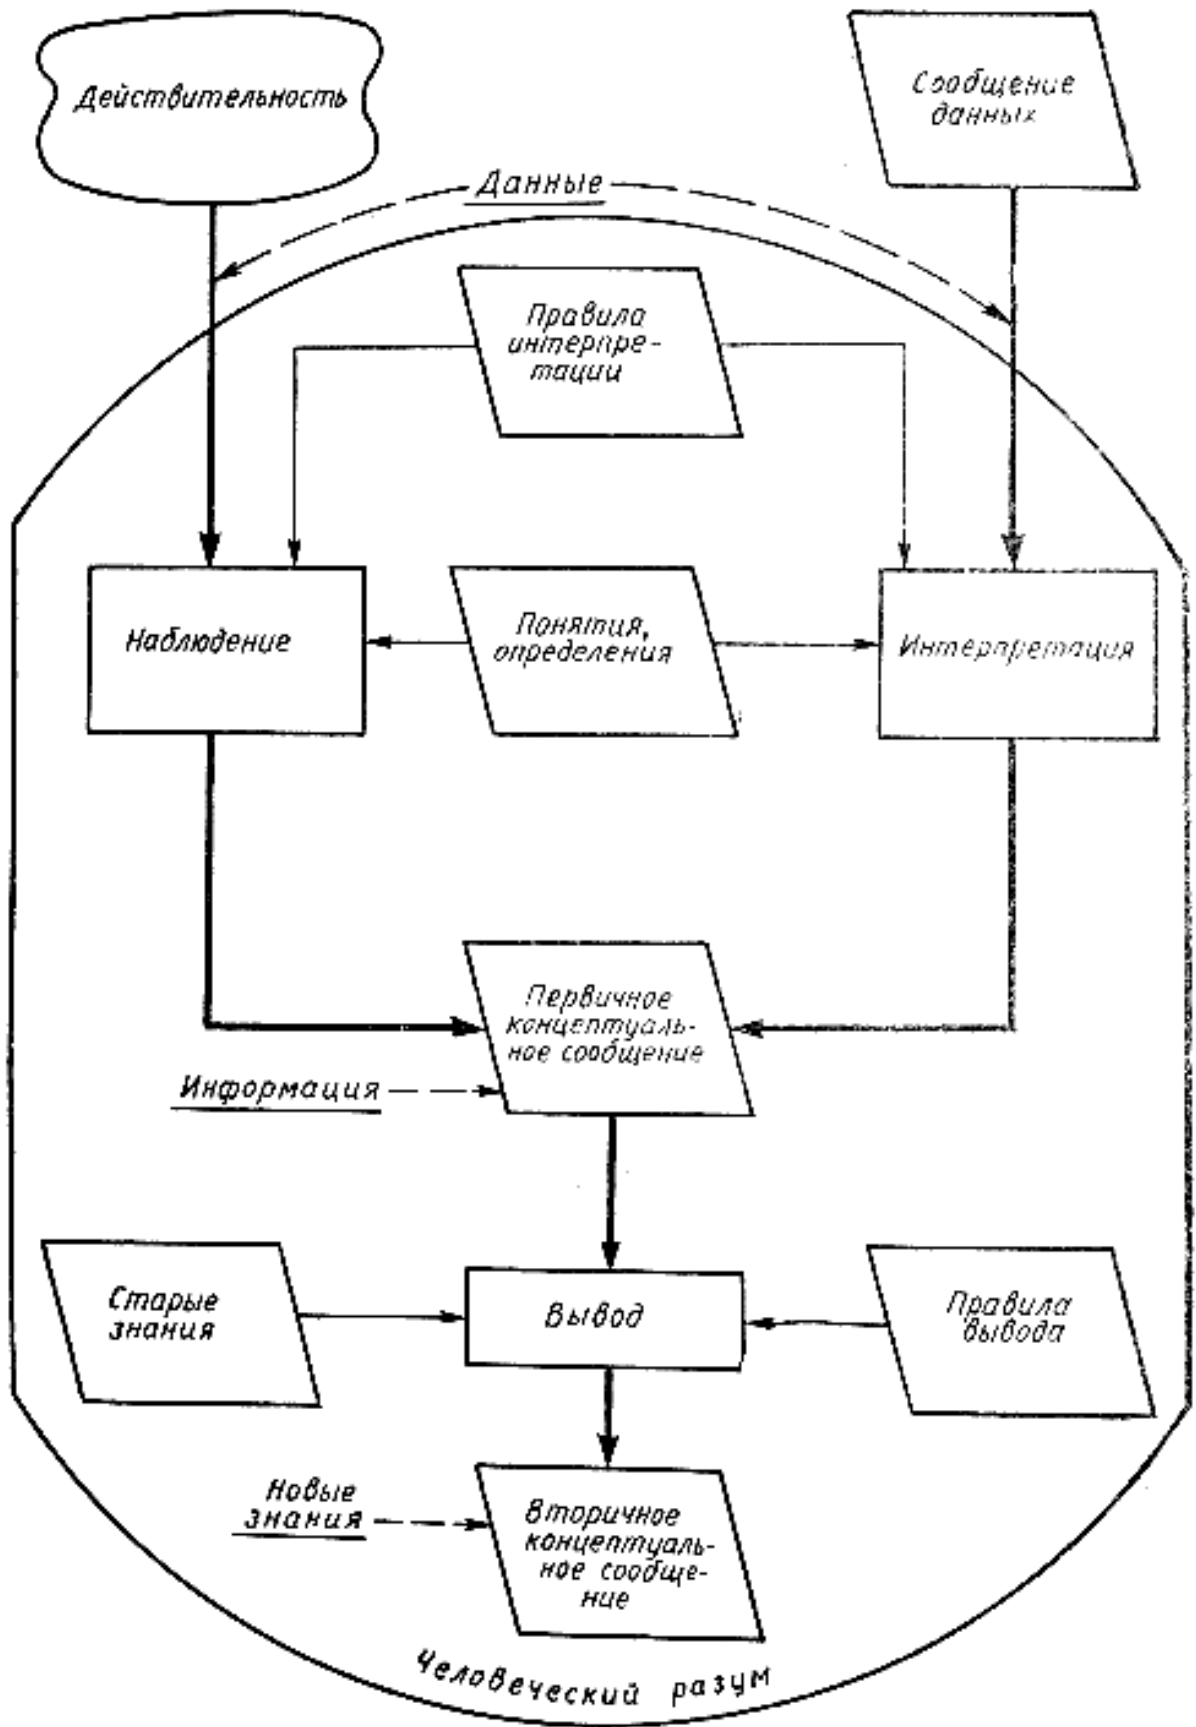 Действительность
Сообщение
данных
Данные
Правила
интерпре-
тации
Наблюдение
Понятия,
определения
Интерпретация
Первичное
концептуаль-
ное сообщение
Информация
Старые
знания
Вывод
Правила
вывода
Новые
знания
Вторичное
концептуаль-
ное сообще-
ние
Человеческий разум